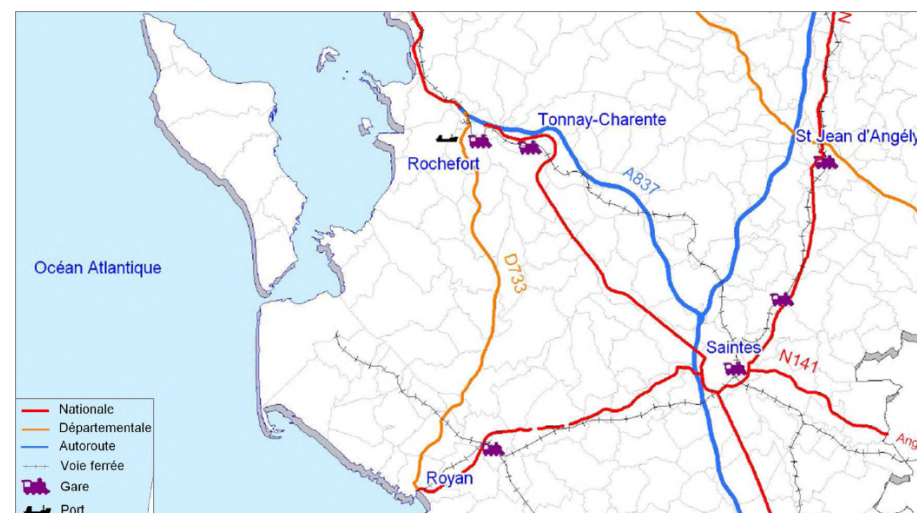 Tonnay-Charente
St Jean d'Angély
Rochefort
A837
Océan Atlantique
D733
Saintes
N141
Ang
Royan
N
Nationale
Départementale
Autoroute
Voie ferrée
Gare
Port